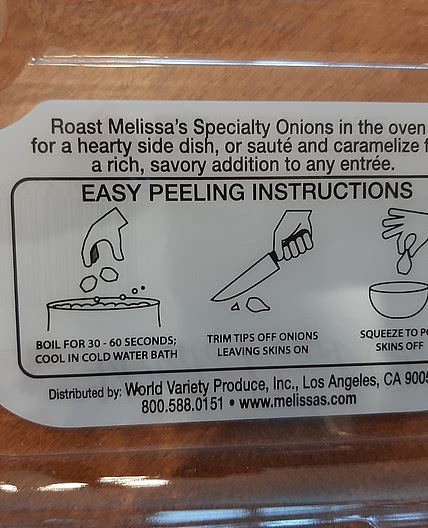 Roast Melissa's Specialty Onions in the oven
for a hearty side dish, or sauté and caramelize
a rich, savory addition to any entrée.
EASY PEELING INSTRUCTIONS
BOIL FOR 30 - 60 SECONDS;
COOL IN COLD WATER BATH
TRIM TIPS OFF ONIONS
LEAVING SKINS ON
SQUEEZE TO
SKINS OFF
Distributed by: World Variety Produce, Inc., Los Angeles, CA
800.588.0151 • www.melissas.com